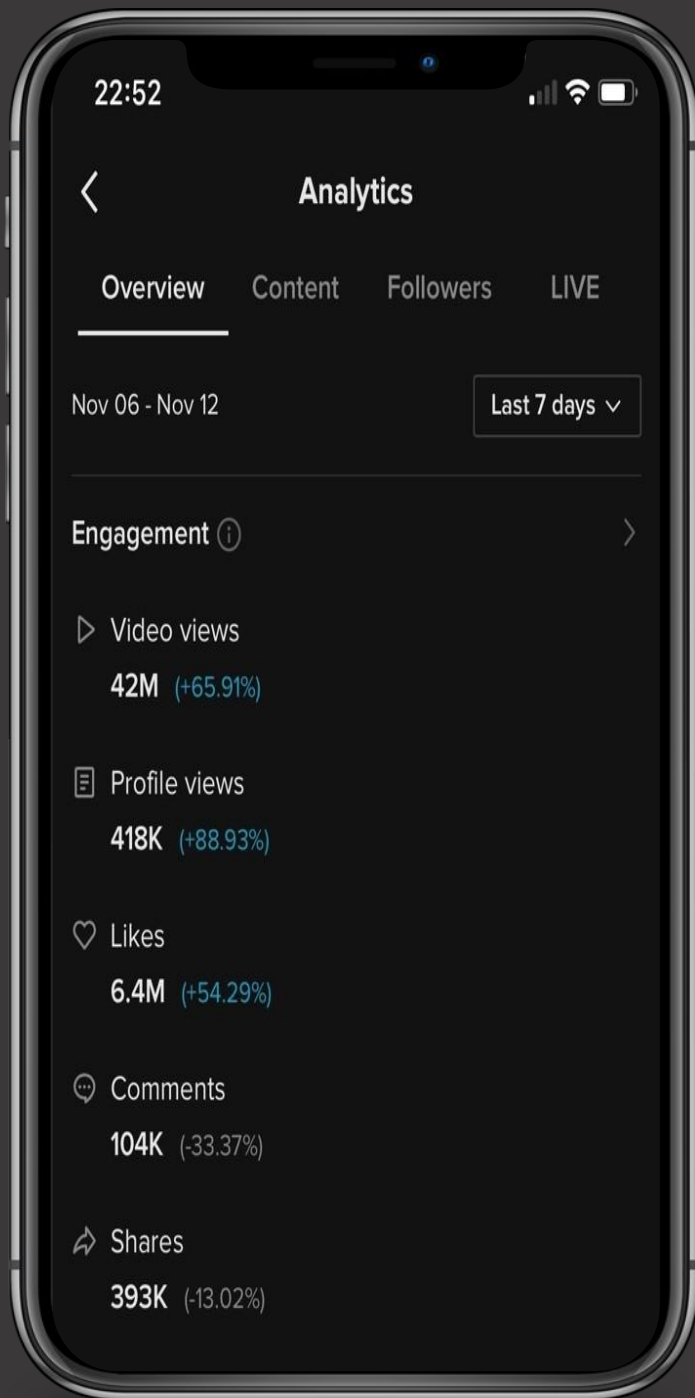 22:52
Analytics
Overview Content Followers LIVE
Nov 06 - Nov 12 Last 7 days
Engagement
Video views
42M (+65.91%)
Profile views
418K (+88.93%)
Likes
6.4M (+54.29%)
Comments
104K (-33.37%)
Shares
393K (-13.02%)